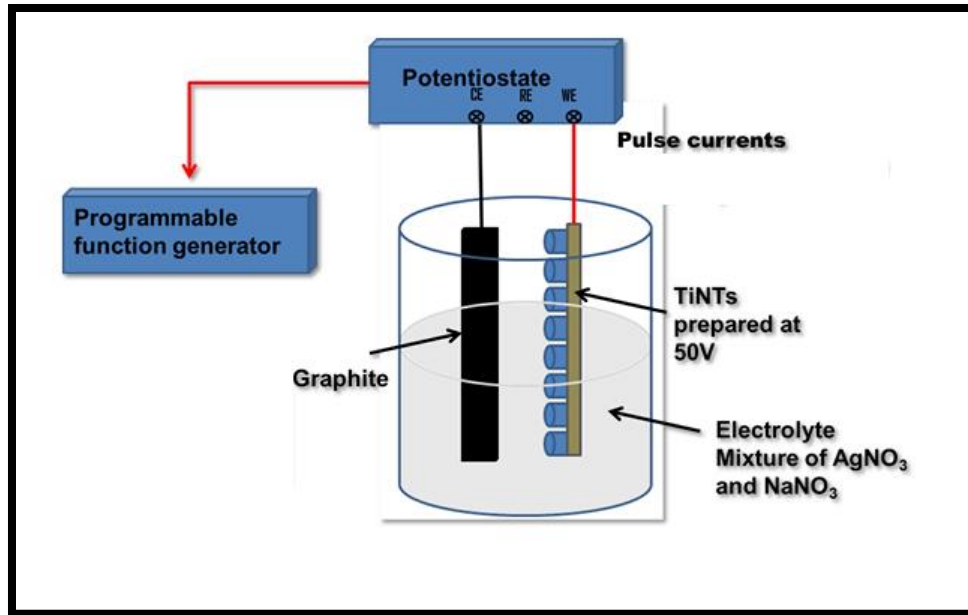 Potentiostate
CE RE WE
Pulse currents
Programmable
function generator
TiNTs
prepared at
50V
Graphite
Electrolyte
Mixture of AgNO₃
and NaNO₃